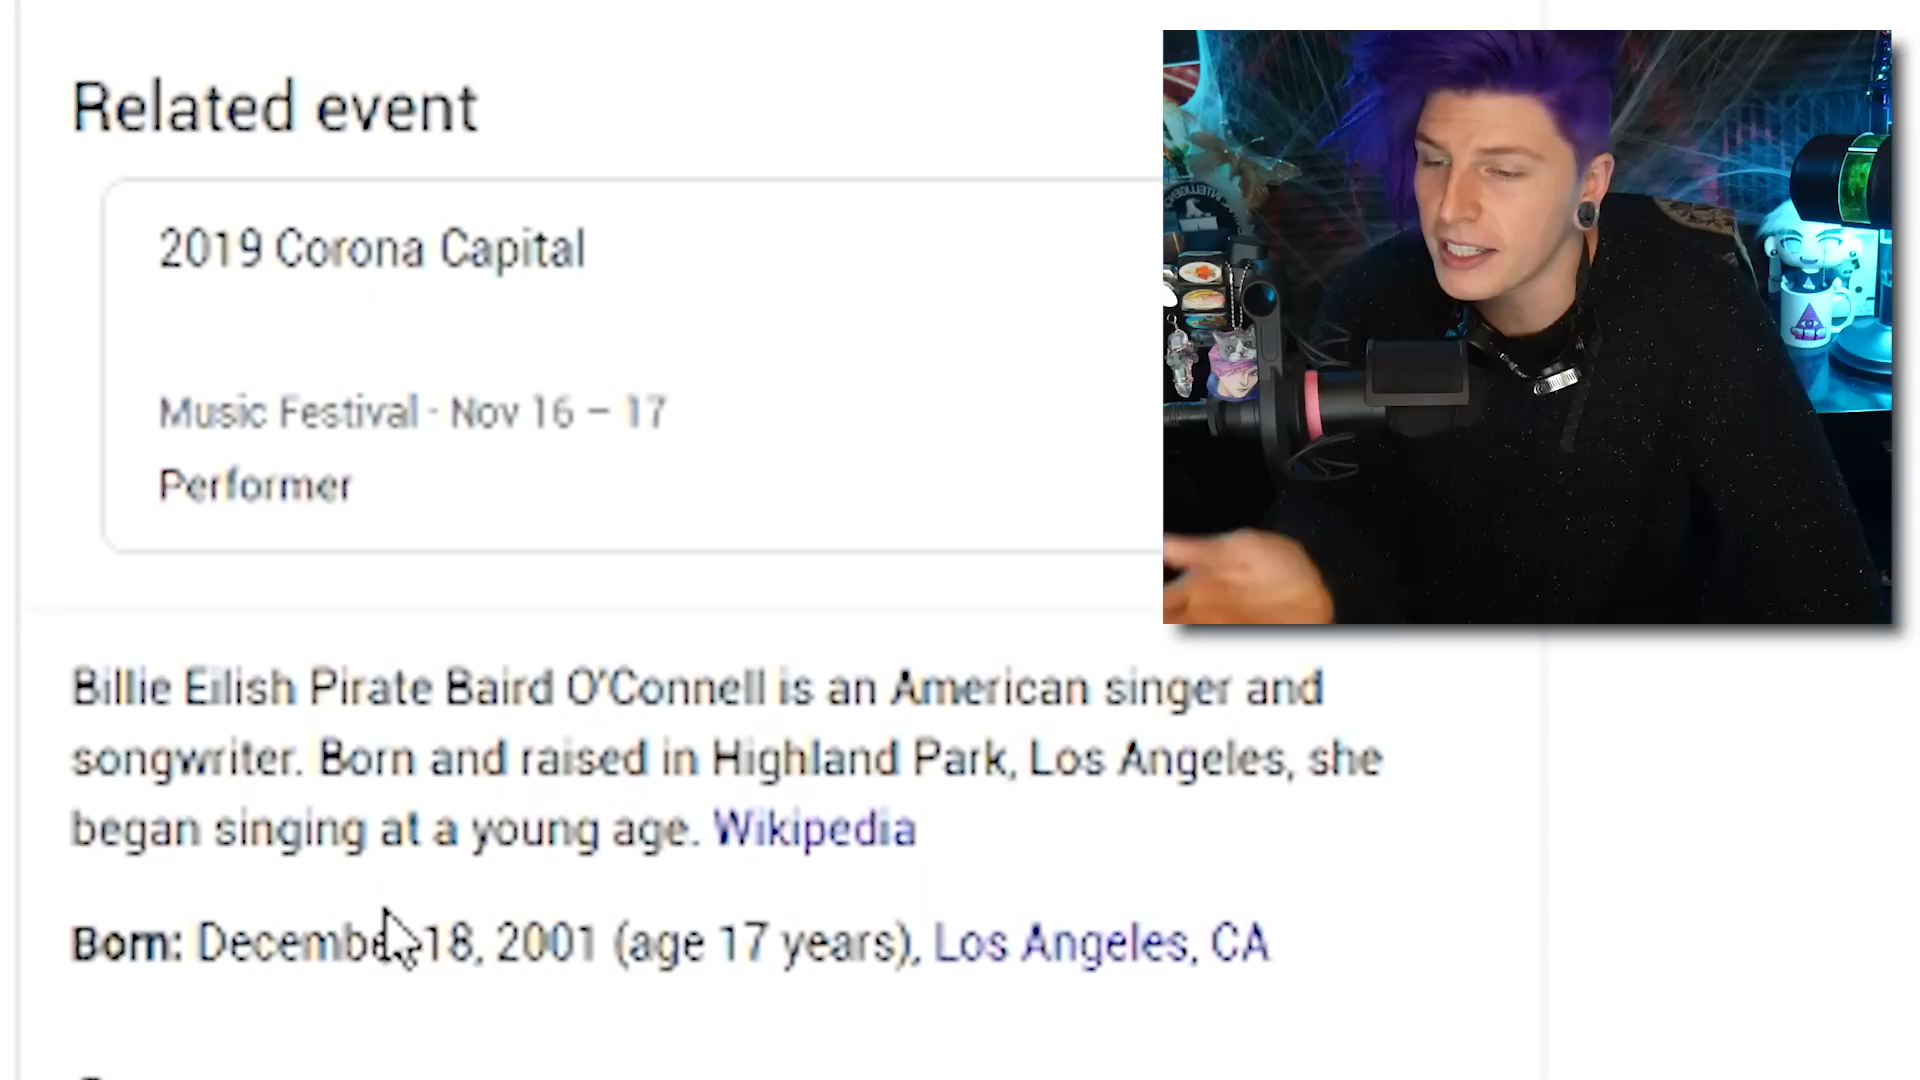 Related event
2019 Corona Capital
Music Festival · Nov 16 – 17
Performer
Billie Eilish Pirate Baird O'Connell is an American singer and
songwriter. Born and raised in Highland Park, Los Angeles, she
began singing at a young age. Wikipedia
Born: December 18, 2001 (age 17 years), Los Angeles, CA